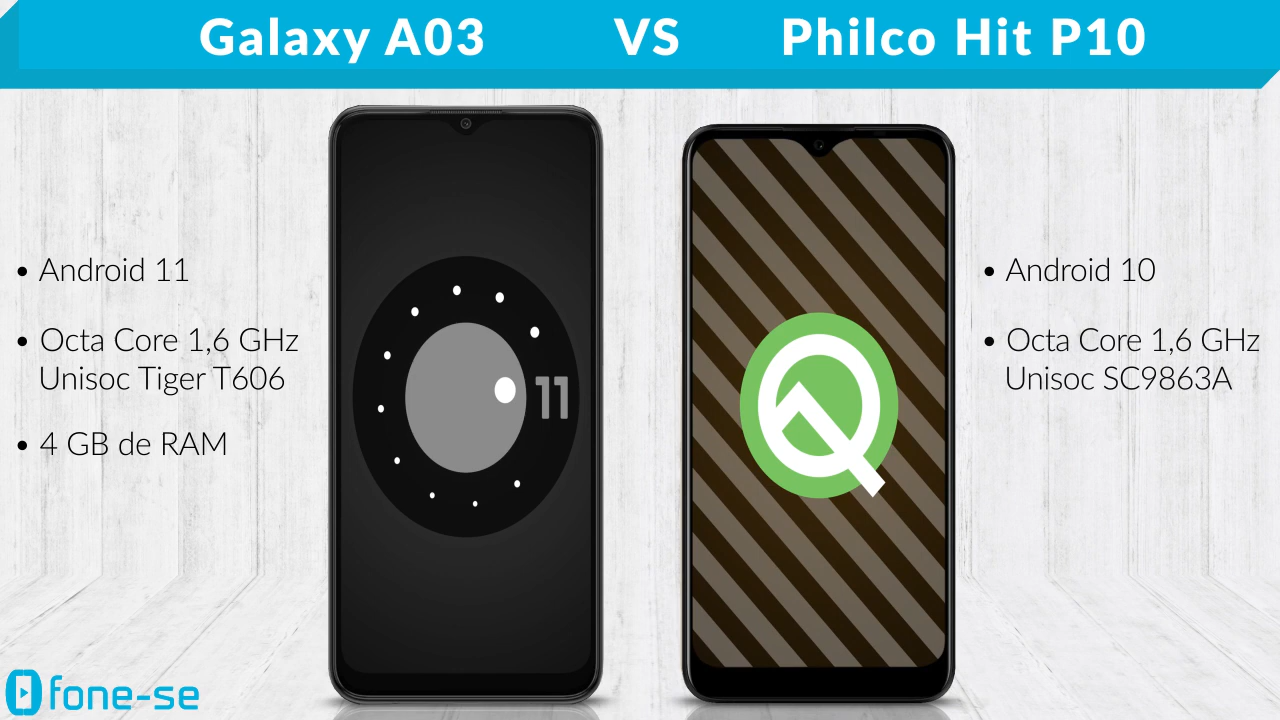 Galaxy A03 VS Philco Hit P10
• Android 11
• Octa Core 1,6 GHz
Unisoc Tiger T606
• 4 GB de RAM
11
• Android 10
• Octa Core 1,6 GHz
Unisoc SC9863A
fone-se